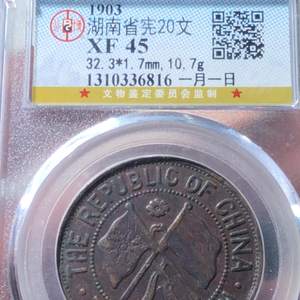 1903
湖南省宪20文
XF 45
32.3*1.7mm,10.7g
1310336816 一月一日
★ 文物鉴定委员会监制 ★
THE REPUBLIC OF CHINA